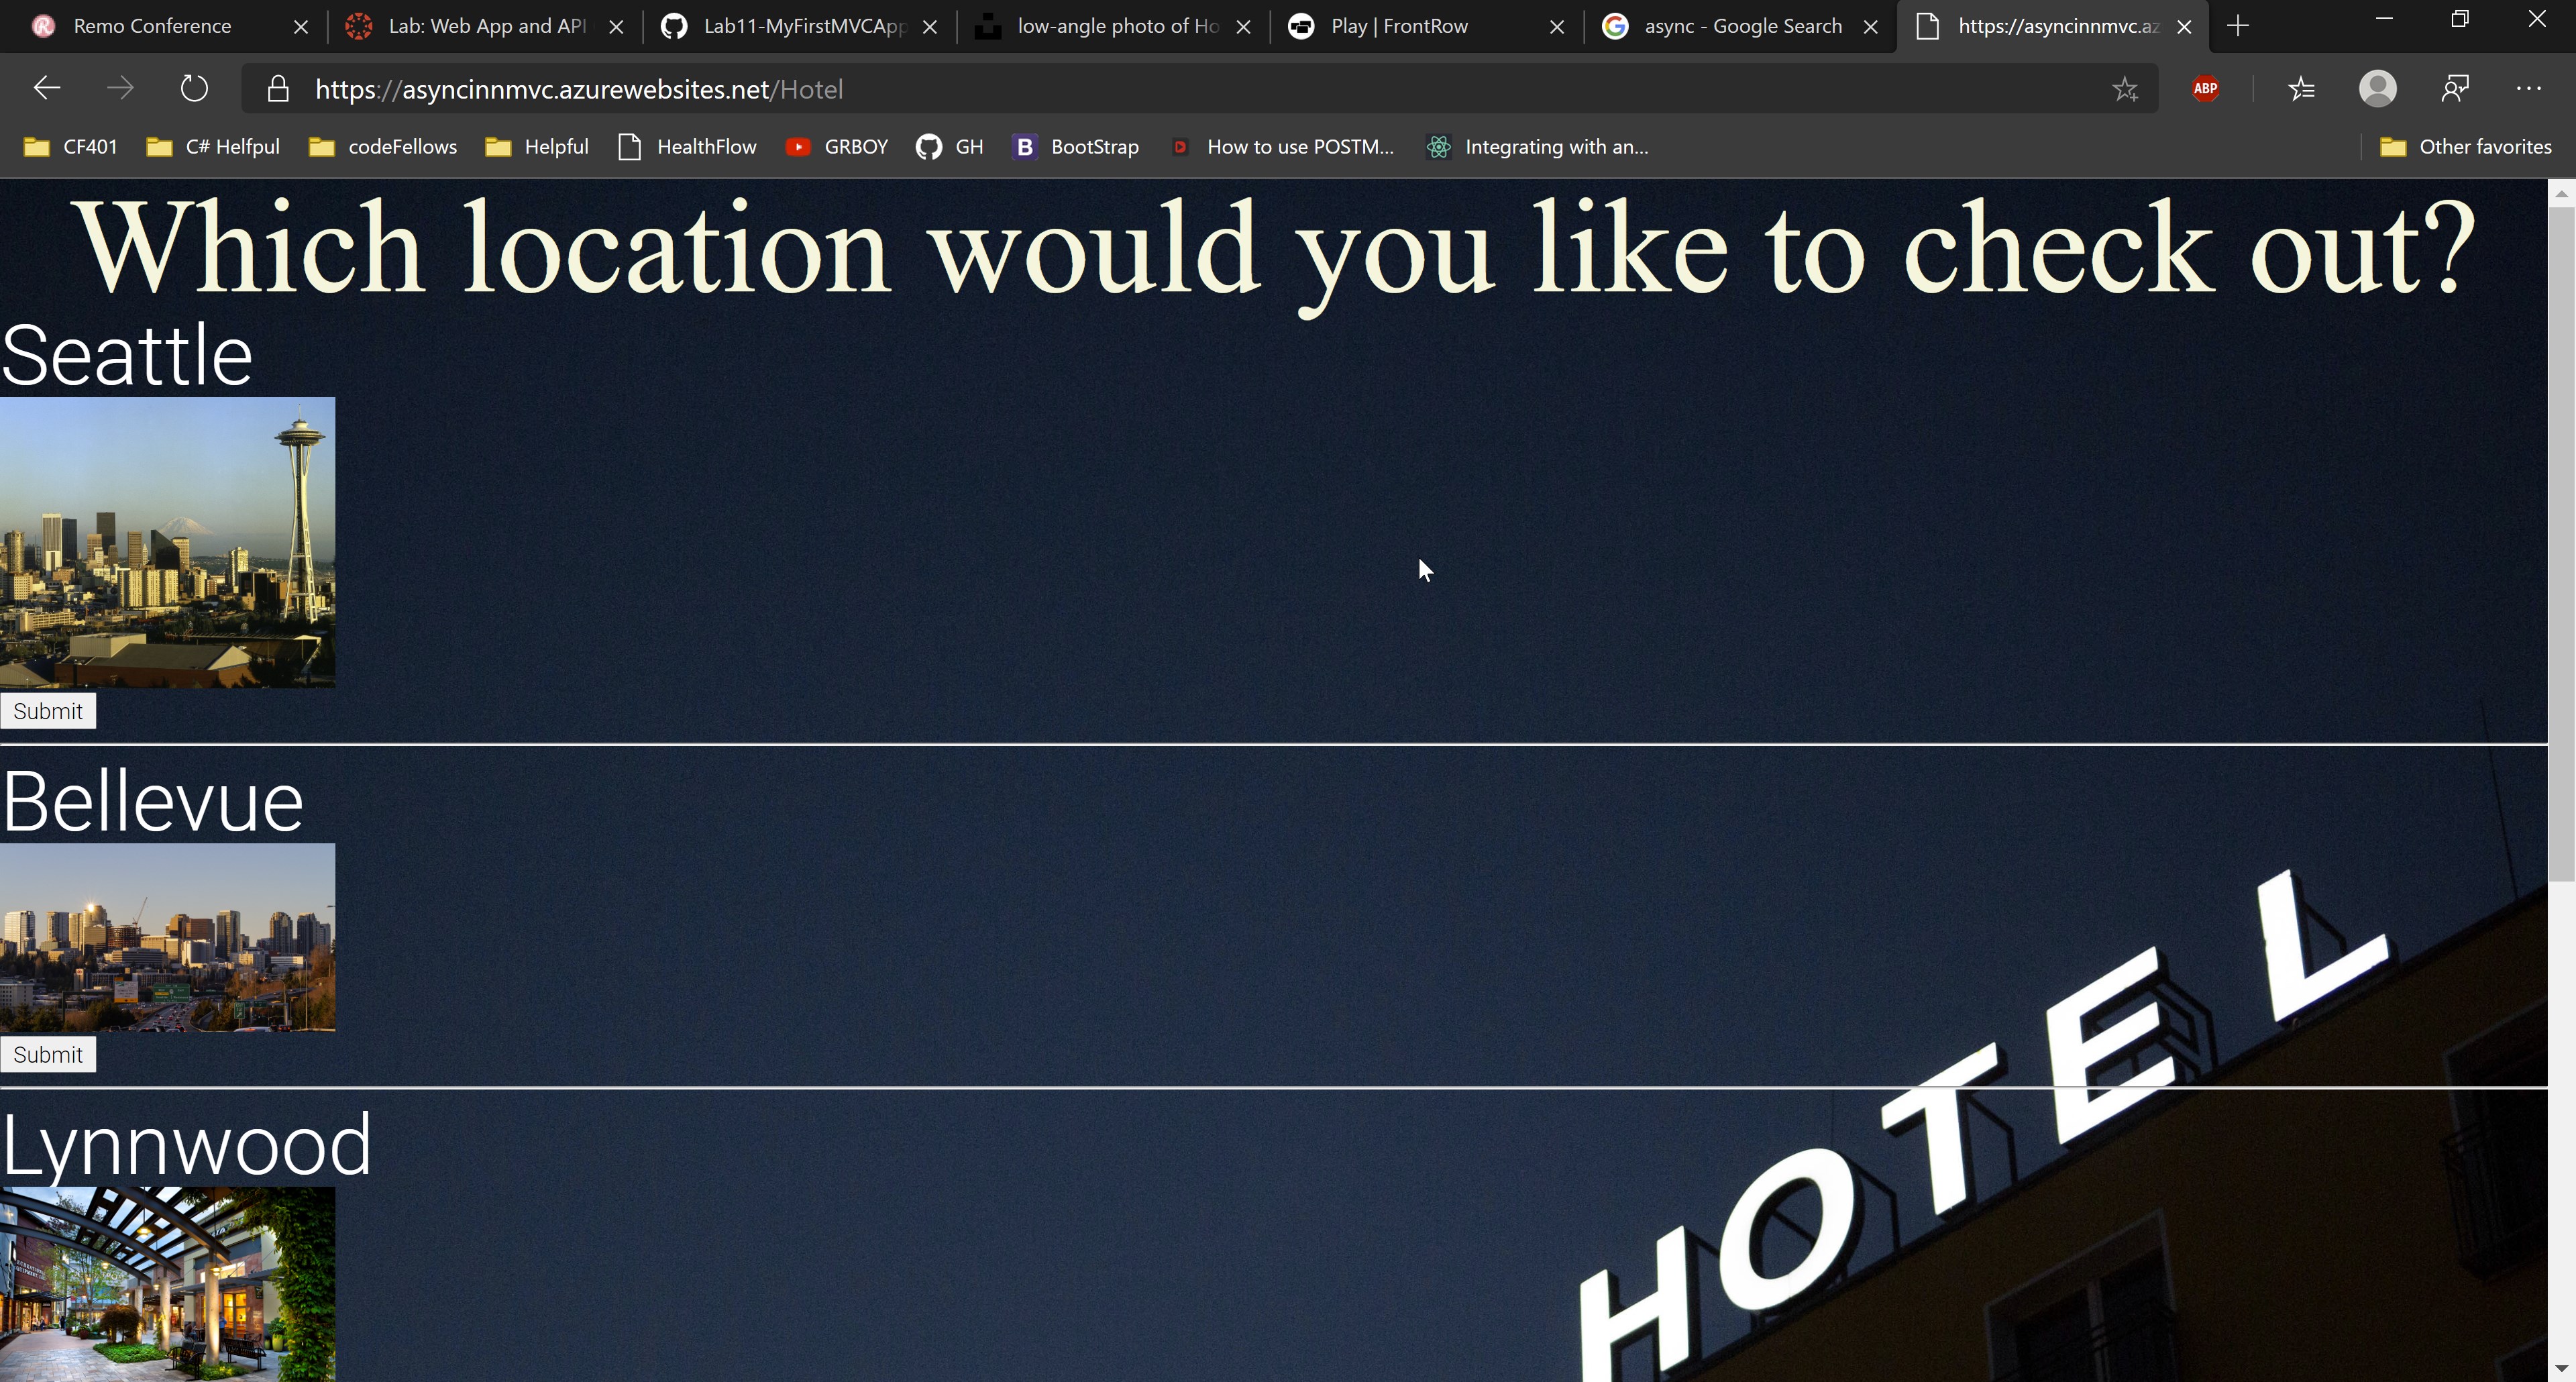 Remo Conference
Lab: Web App and API
Lab11-MyFirstMVCApp
low-angle photo of Ho
Play | FrontRow
async - Google Search
https://asyncinnmvc.az
https://asyncinnmvc.azurewebsites.net/Hotel
ABP
CF401
C# Helfpul
codeFellows
Helpful
HealthFlow
GRBOY
GH
B BootStrap
How to use POSTM...
Integrating with an...
Other favorites
Which location would you like to check out?
Seattle
Submit
Bellevue
Submit
Lynnwood
HOTEL